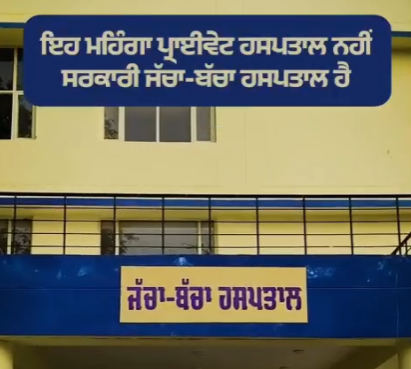 ਇਹ ਮਹਿੰਗਾ ਪ੍ਰਾਈਵੇਟ ਹਸਪਤਾਲ ਨਹੀਂ
ਸਰਕਾਰੀ ਜੱਚਾ-ਬੱਚਾ ਹਸਪਤਾਲ ਹੈ
ਜੱਚਾ-ਬੱਚਾ ਹਸਪਤਾਲ